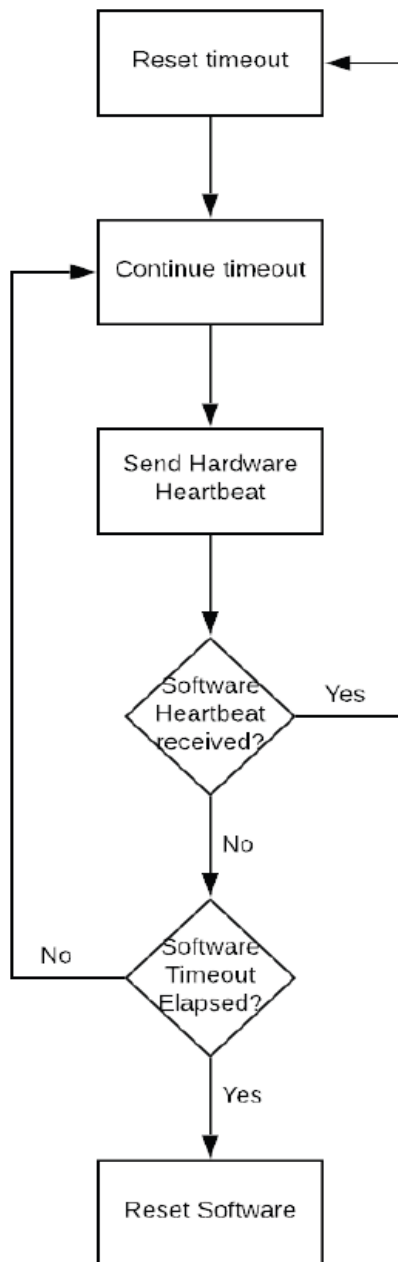 Reset timeout
Continue timeout
Send Hardware
Heartbeat
Software
Heartbeat
received?
Yes
No
Software
Timeout
Elapsed?
No
Yes
Reset Software